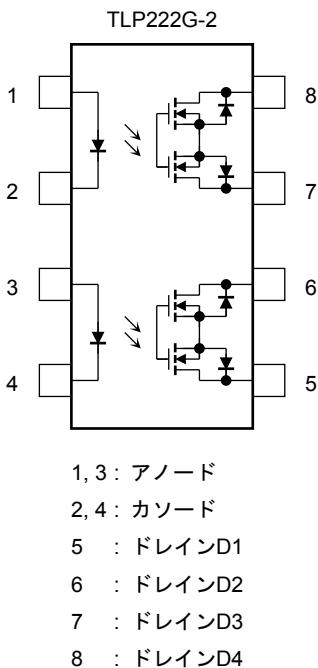 TLP222G-2
1 8
2 7
3 6
4 5
1, 3 : アノード
2, 4 : カソード
5 : ドレインD1
6 : ドレインD2
7 : ドレインD3
8 : ドレインD4